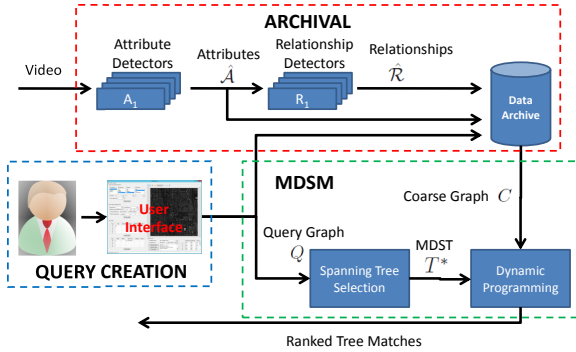 ARCHIVAL
Attribute
Detectors
Attributes
Relationship
Detectors
Relationships
Video
Â
R̂
A1
R1
Data
Archive
MDSM
User
Interface
QUERY CREATION
Coarse Graph C
Query Graph
Q
MDST
T*
Spanning Tree
Selection
Dynamic
Programming
Ranked Tree Matches